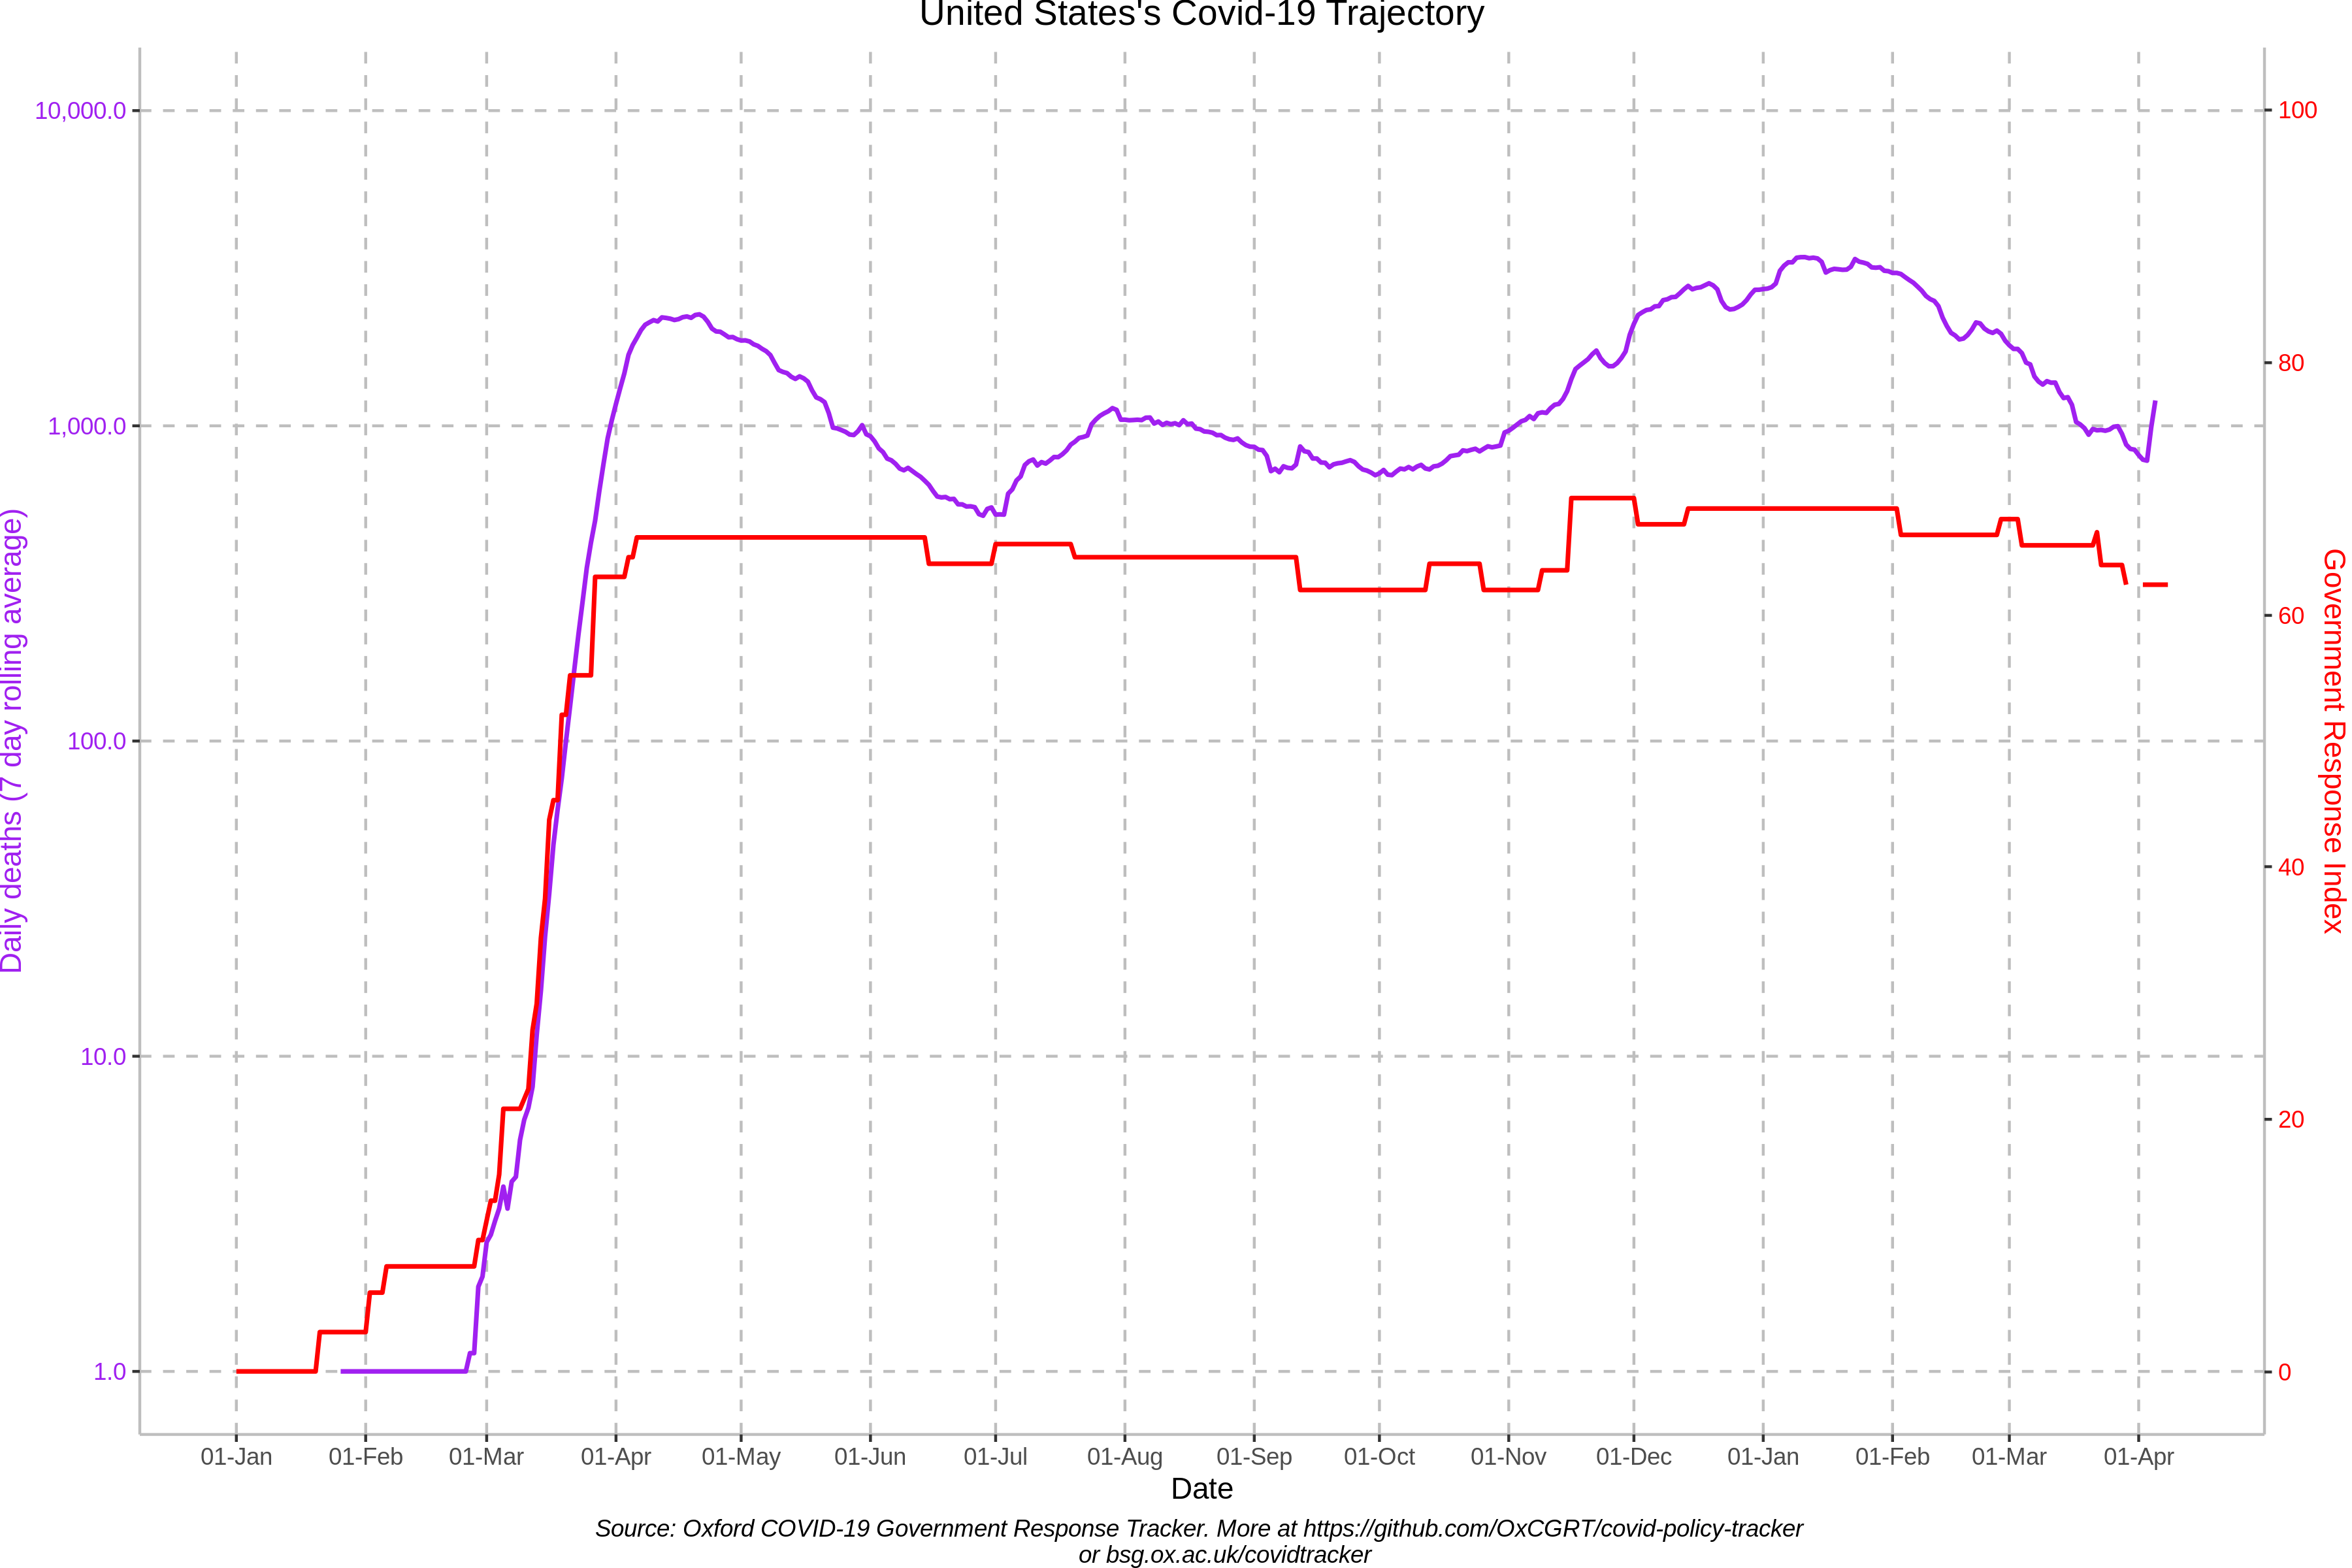 United States's Covid-19 Trajectory
10,000.0
1,000.0
100.0
10.0
1.0
Daily deaths (7 day rolling average)
100
80
60
40
20
0
Government Response Index
01-Jan 01-Feb 01-Mar 01-Apr 01-May 01-Jun 01-Jul 01-Aug 01-Sep 01-Oct 01-Nov 01-Dec 01-Jan 01-Feb 01-Mar 01-Apr
Date
Source: Oxford COVID-19 Government Response Tracker. More at https://github.com/OxCGRT/covid-policy-tracker
or bsg.ox.ac.uk/covidtracker